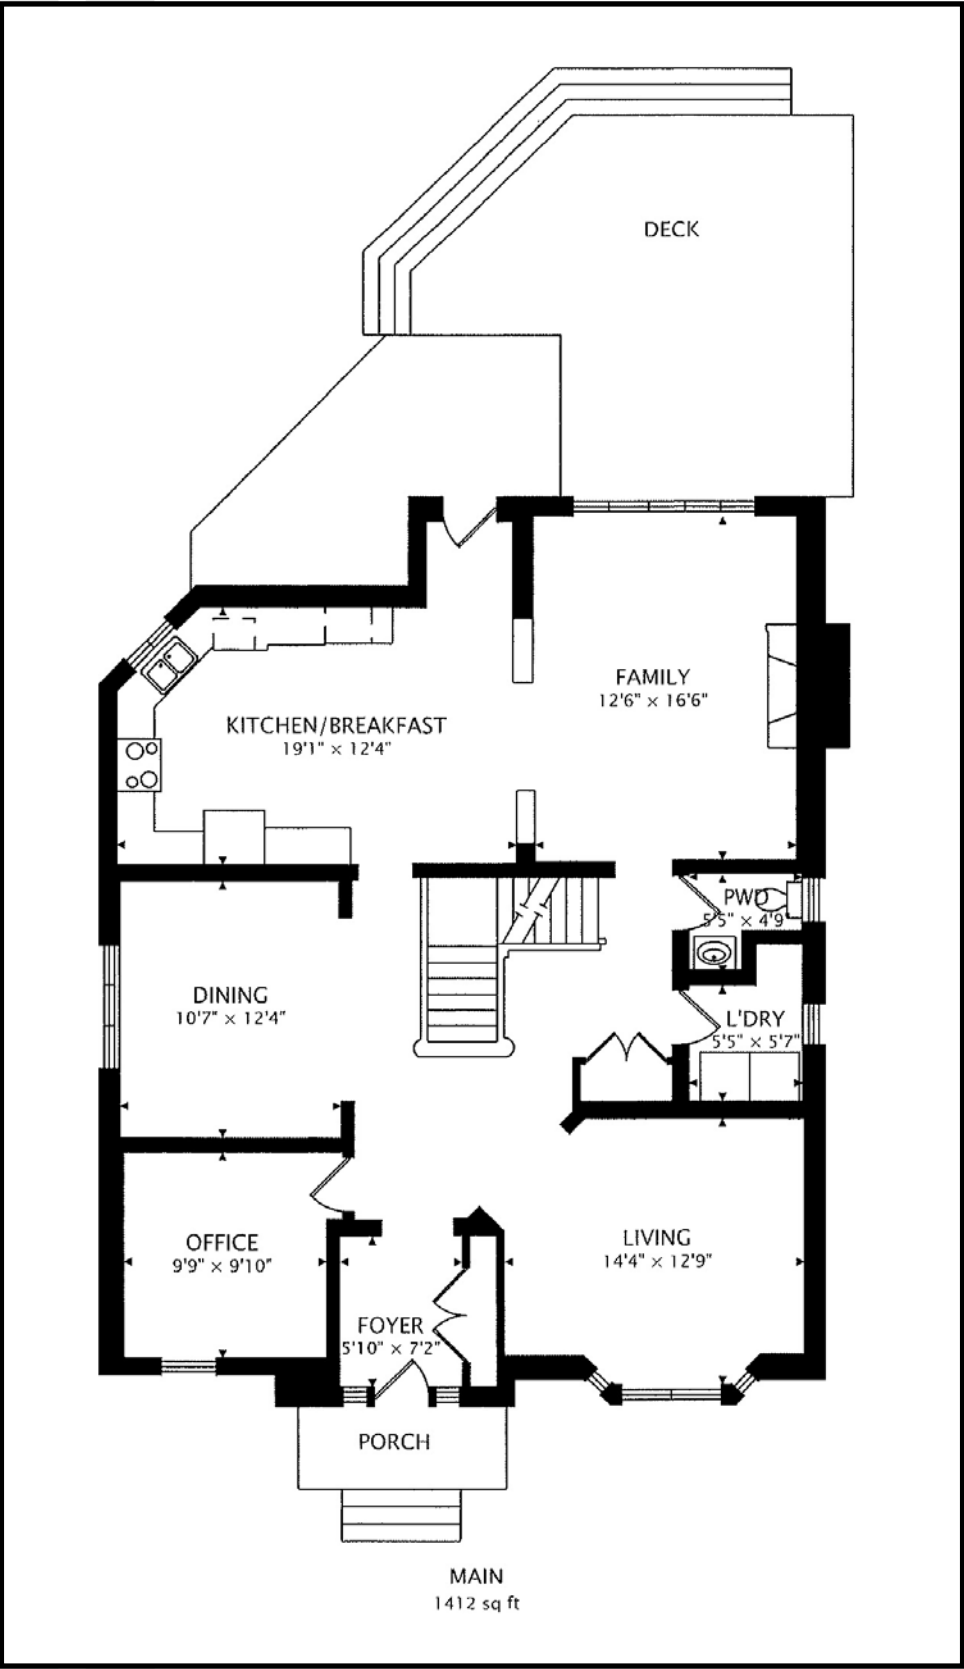 DECK
FAMILY
12'6" × 16'6"
KITCHEN/BREAKFAST
19'1" × 12'4"
PWD
5'5" × 4'9"
DINING
10'7" × 12'4"
L'DRY
5'5" × 5'7"
OFFICE
9'9" × 9'10"
LIVING
14'4" × 12'9"
FOYER
5'10" × 7'2"
PORCH
MAIN
1412 sq ft